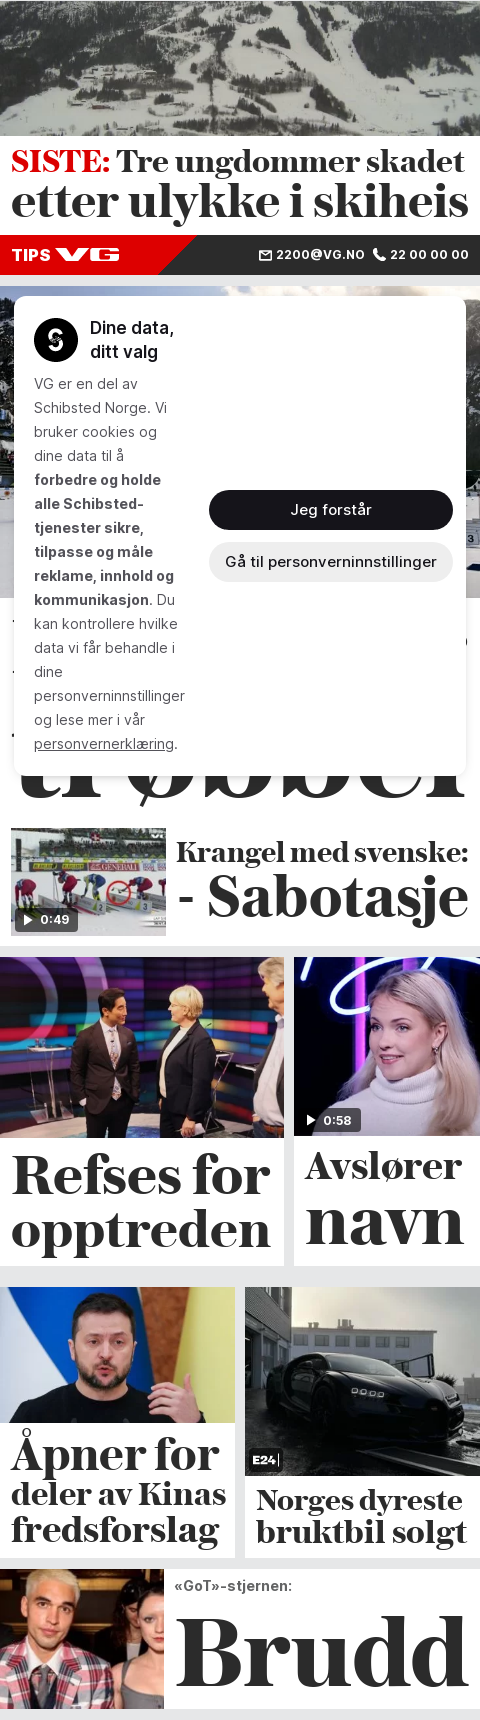 SISTE: Tre ungdommer skadet
etter ulykke i skiheis
TIPS VG 2200@VG.NO 22 00 00 00
Dine data,
ditt valg
VG er en del av
Schibsted Norge. Vi
bruker cookies og
dine data til å
forbedre og holde
alle Schibsted-
tjenester sikre,
tilpasse og måle
reklame, innhold og
kommunikasjon. Du
kan kontrollere hvilke
data vi får behandle i
dine
personverninnstillinger
og lese mer i vår
personvernerklæring.
Jeg forstår
Gå til personverninnstillinger
trøbbel
0:49
Krangel med svenske:
- Sabotasje
Refses for
opptreden
0:58
Avslører
navn
Åpner for
deler av Kinas
fredsforslag
E24
Norges dyreste
bruktbil solgt
«GoT»-stjernen:
Brudd